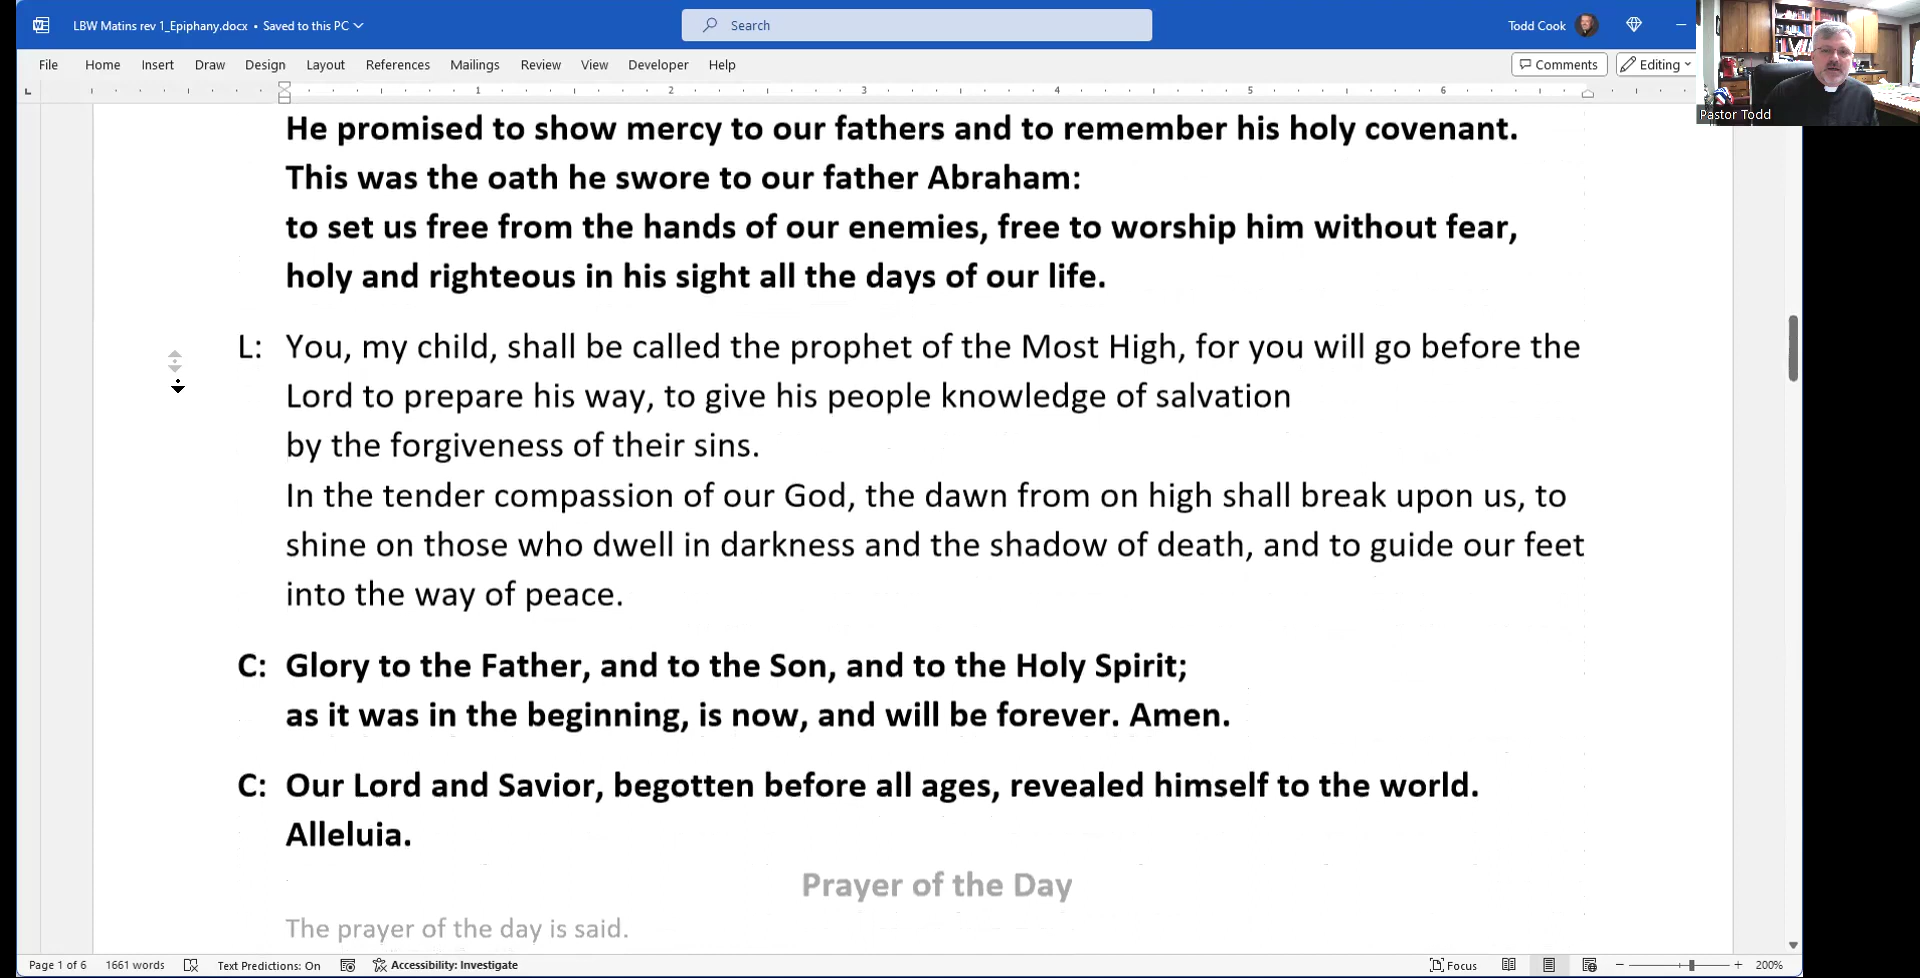 LBW Matins rev 1_Epiphany.docx • Saved to this PC
Search
Todd Cook
File Home Insert Draw Design Layout References Mailings Review View Developer Help
Comments Editing
Pastor Todd
1 2 3 4 5 6
He promised to show mercy to our fathers and to remember his holy covenant.
This was the oath he swore to our father Abraham:
to set us free from the hands of our enemies, free to worship him without fear,
holy and righteous in his sight all the days of our life.
L: You, my child, shall be called the prophet of the Most High, for you will go before the
Lord to prepare his way, to give his people knowledge of salvation
by the forgiveness of their sins.
In the tender compassion of our God, the dawn from on high shall break upon us, to
shine on those who dwell in darkness and the shadow of death, and to guide our feet
into the way of peace.
C: Glory to the Father, and to the Son, and to the Holy Spirit;
as it was in the beginning, is now, and will be forever. Amen.
C: Our Lord and Savior, begotten before all ages, revealed himself to the world.
Alleluia.
Prayer of the Day
The prayer of the day is said.
Page 1 of 6 1661 words Text Predictions: On Accessibility: Investigate Focus 200%